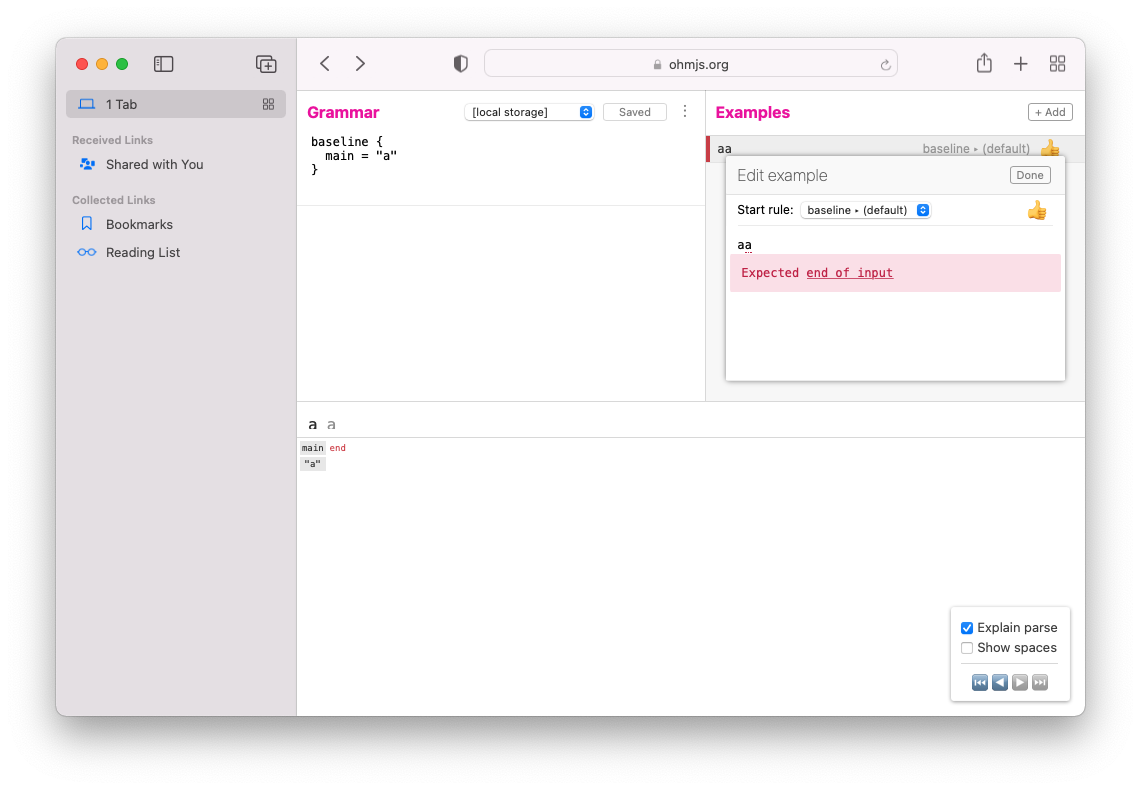 ohmjs.org
1 Tab
Received Links
Shared with You
Collected Links
Bookmarks
Reading List
Grammar
[local storage]
Saved
baseline {
main = "a"
}
Examples
+ Add
aa
baseline ▸ (default)
Edit example
Done
Start rule:
baseline ▸ (default)
aa
Expected end of input
a a
main end
"a"
Explain parse
Show spaces